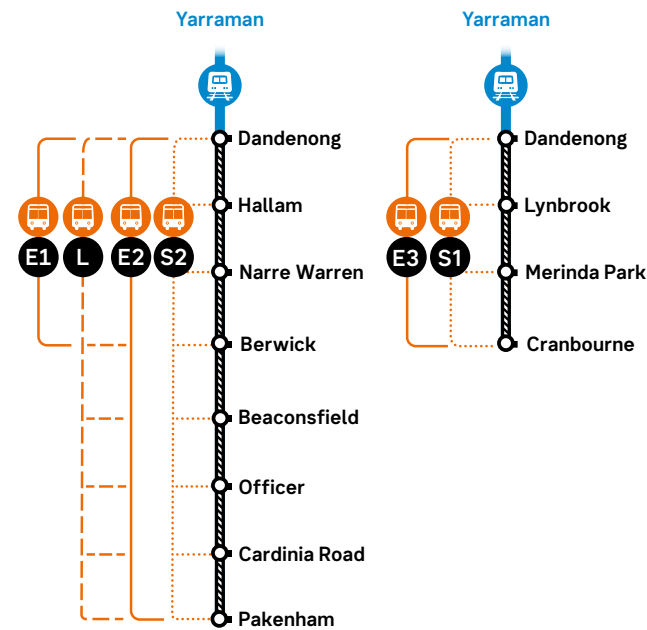 Yarraman
Dandenong
Hallam
E1 L E2 S2
Narre Warren
Berwick
Beaconsfield
Officer
Cardinia Road
Pakenham
Yarraman
Dandenong
Lynbrook
E3 S1
Merinda Park
Cranbourne